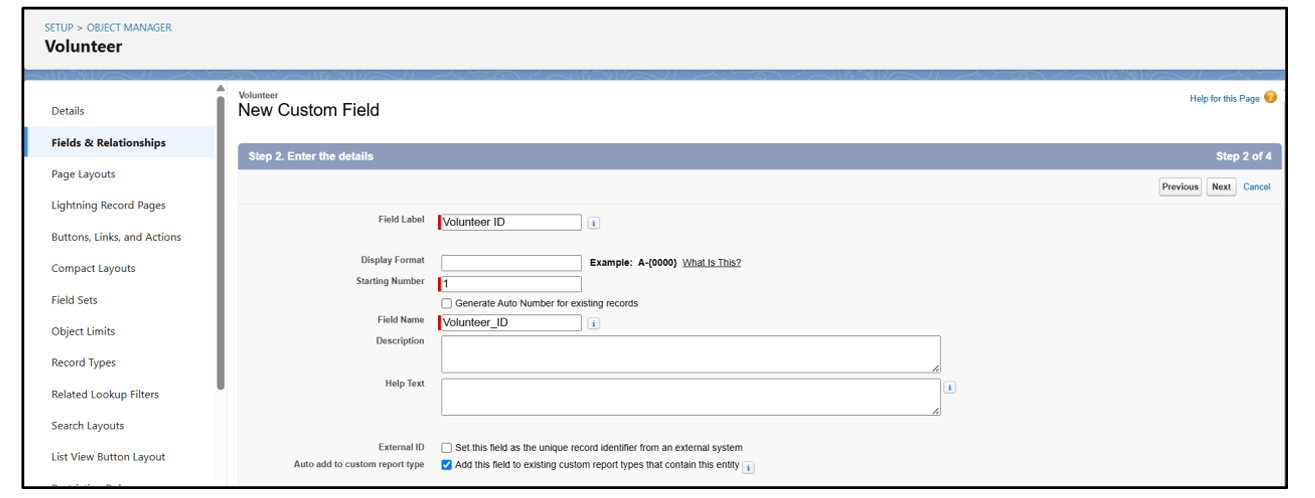 SETUP > OBJECT MANAGER
Volunteer
Details
Fields & Relationships
Page Layouts
Lightning Record Pages
Buttons, Links, and Actions
Compact Layouts
Field Sets
Object Limits
Record Types
Related Lookup Filters
Search Layouts
List View Button Layout
Volunteer
New Custom Field
Help for this Page ?
Step 2. Enter the details Step 2 of 4
Previous Next Cancel
Field Label Volunteer ID i
Display Format Example: A-{0000} What Is This?
Starting Number 1
Generate Auto Number for existing records
Field Name Volunteer_ID i
Description
Help Text i
External ID Set this field as the unique record identifier from an external system
Auto add to custom report type Add this field to existing custom report types that contain this entity i